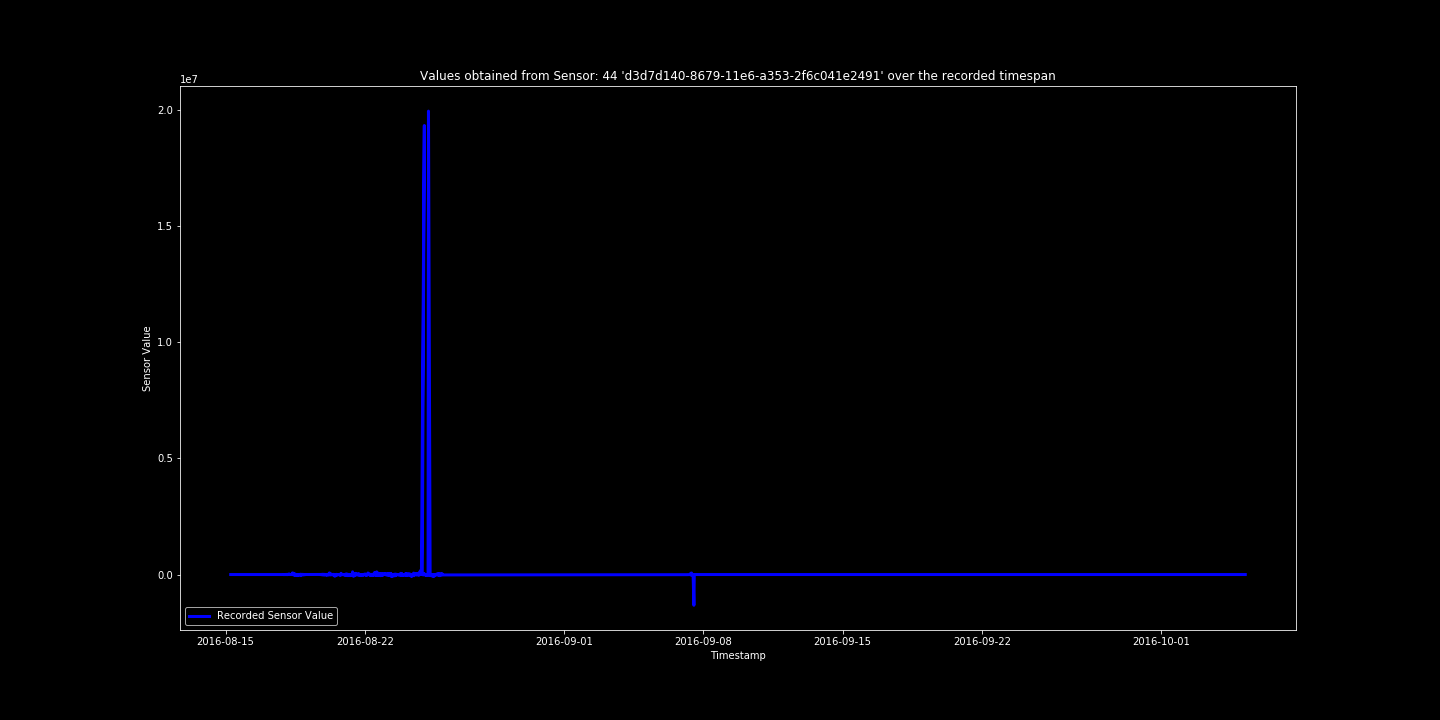 Values obtained from Sensor: 44 'd3d7d140-8679-11e6-a353-2f6c041e2491' over the recorded timespan
1e7
2.0
1.5
1.0
0.5
0.0
Sensor Value
Recorded Sensor Value
2016-08-15 2016-08-22 2016-09-01 2016-09-08 2016-09-15 2016-09-22 2016-10-01
Timestamp